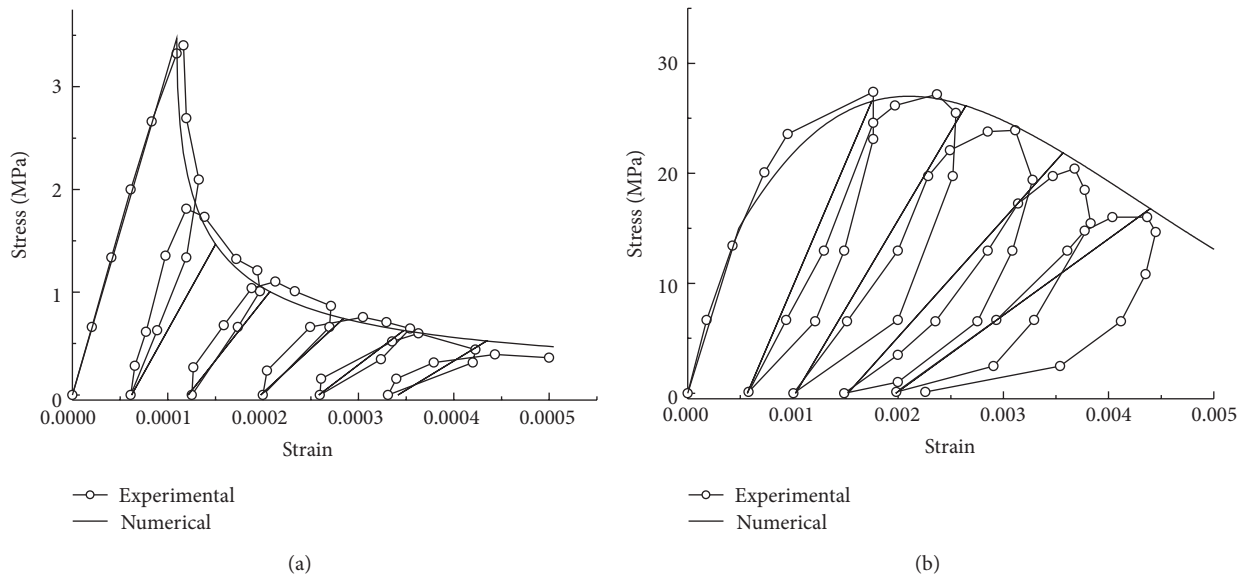 3
2
1
0
Stress (MPa)
0.0000 0.0001 0.0002 0.0003 0.0004 0.0005
Strain
Experimental
Numerical
(a)
30
20
10
0
Stress (MPa)
0.000 0.001 0.002 0.003 0.004 0.005
Strain
Experimental
Numerical
(b)